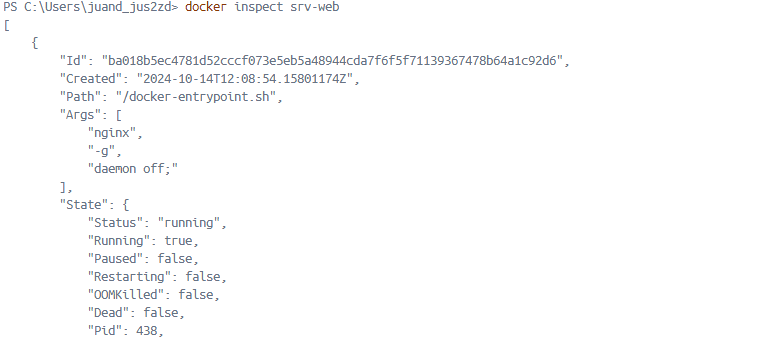 PS C:\Users\juand_jus2zd> docker inspect srv-web
[
    {
        "Id": "ba018b5ec4781d52cccf073e5eb5a48944cda7f6f5f71139367478b64a1c92d6",
        "Created": "2024-10-14T12:08:54.15801174Z",
        "Path": "/docker-entrypoint.sh",
        "Args": [
            "nginx",
            "-g",
            "daemon off;"
        ],
        "State": {
            "Status": "running",
            "Running": true,
            "Paused": false,
            "Restarting": false,
            "OOMKilled": false,
            "Dead": false,
            "Pid": 438,